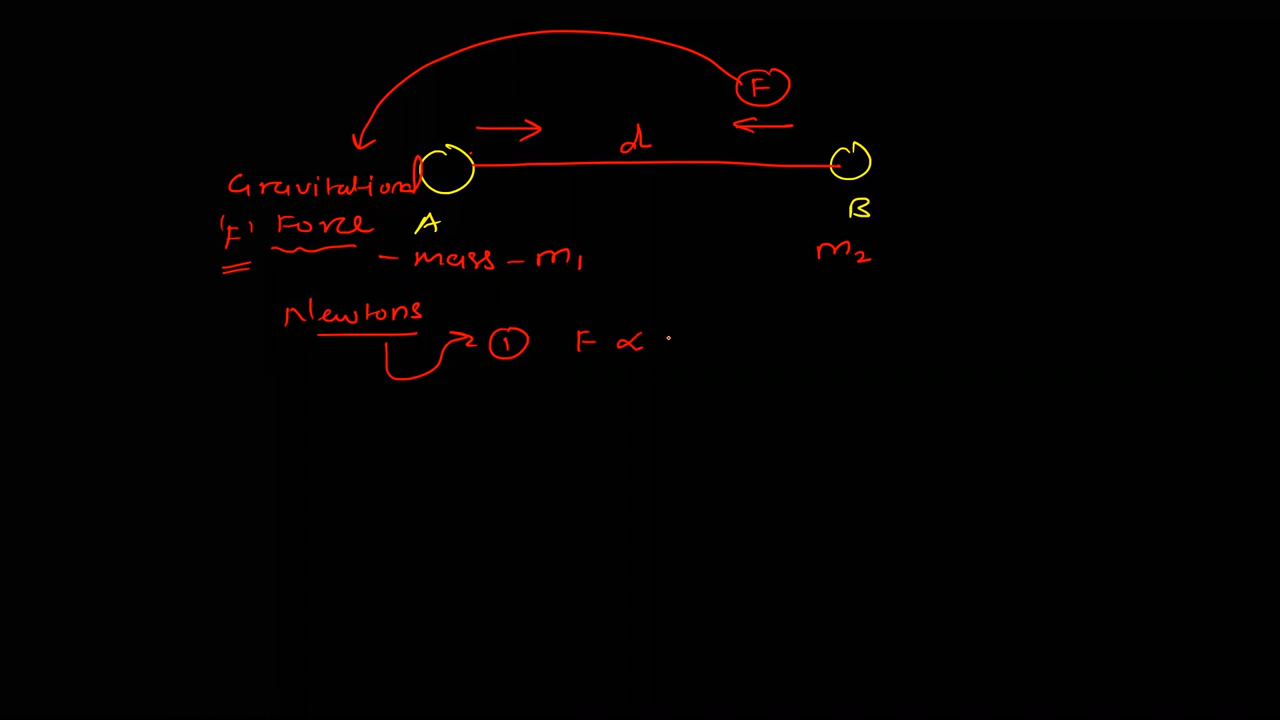 F
d
Gravitational
'F' Force
A
B
- mass - m₁
m₂
Newtons
① F ∝